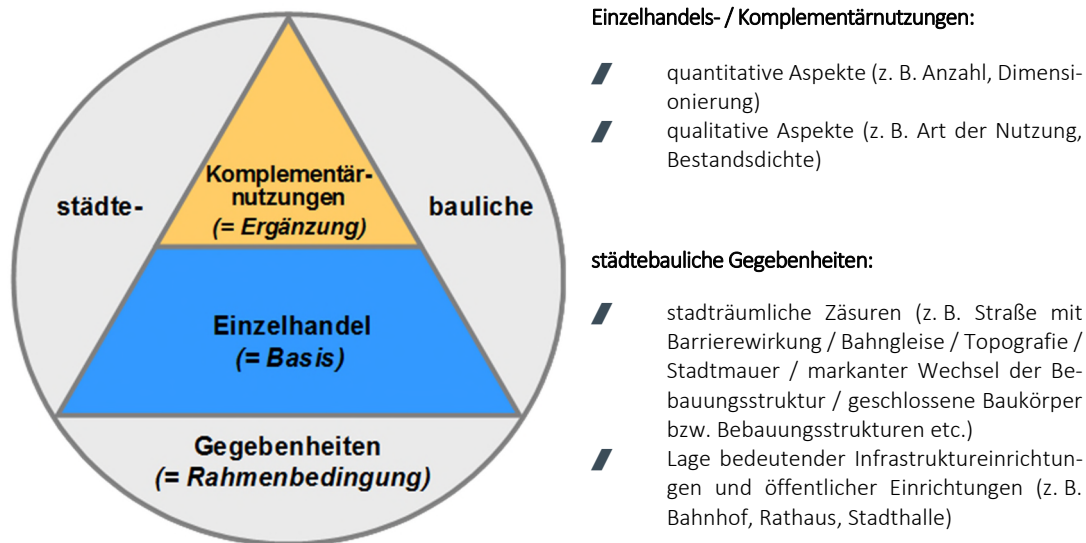 Komplementär-
nutzungen
(= Ergänzung)
städte-
bauliche
Einzelhandel
(= Basis)
Gegebenheiten
(= Rahmenbedingung)
Einzelhandels- / Komplementärnutzungen:
quantitative Aspekte (z. B. Anzahl, Dimensi-
onierung)
qualitative Aspekte (z. B. Art der Nutzung,
Bestandsdichte)
städtebauliche Gegebenheiten:
stadträumliche Zäsuren (z. B. Straße mit
Barrierewirkung / Bahngleise / Topografie /
Stadtmauer / markanter Wechsel der Be-
bauungsstruktur / geschlossene Baukörper
bzw. Bebauungsstrukturen etc.)
Lage bedeutender Infrastruktureinrichtun-
gen und öffentlicher Einrichtungen (z. B.
Bahnhof, Rathaus, Stadthalle)